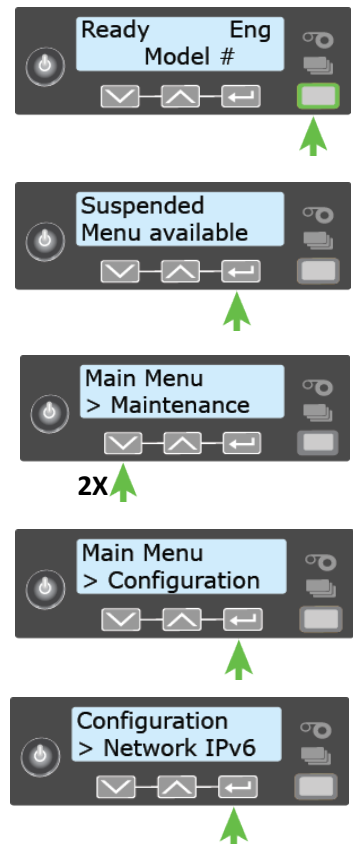 Ready Eng
Model #
Suspended
Menu available
Main Menu
> Maintenance
2X
Main Menu
> Configuration
Configuration
> Network IPv6